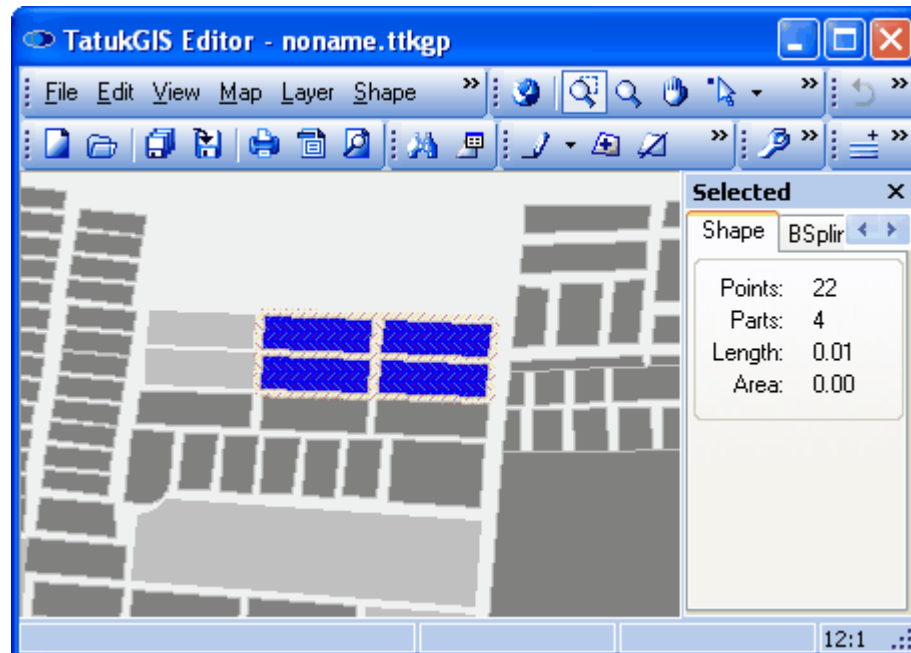 TatukGIS Editor - noname.ttkgp
File Edit View Map Layer Shape
Selected
Shape BSplin
Points: 22
Parts: 4
Length: 0.01
Area: 0.00
12:1